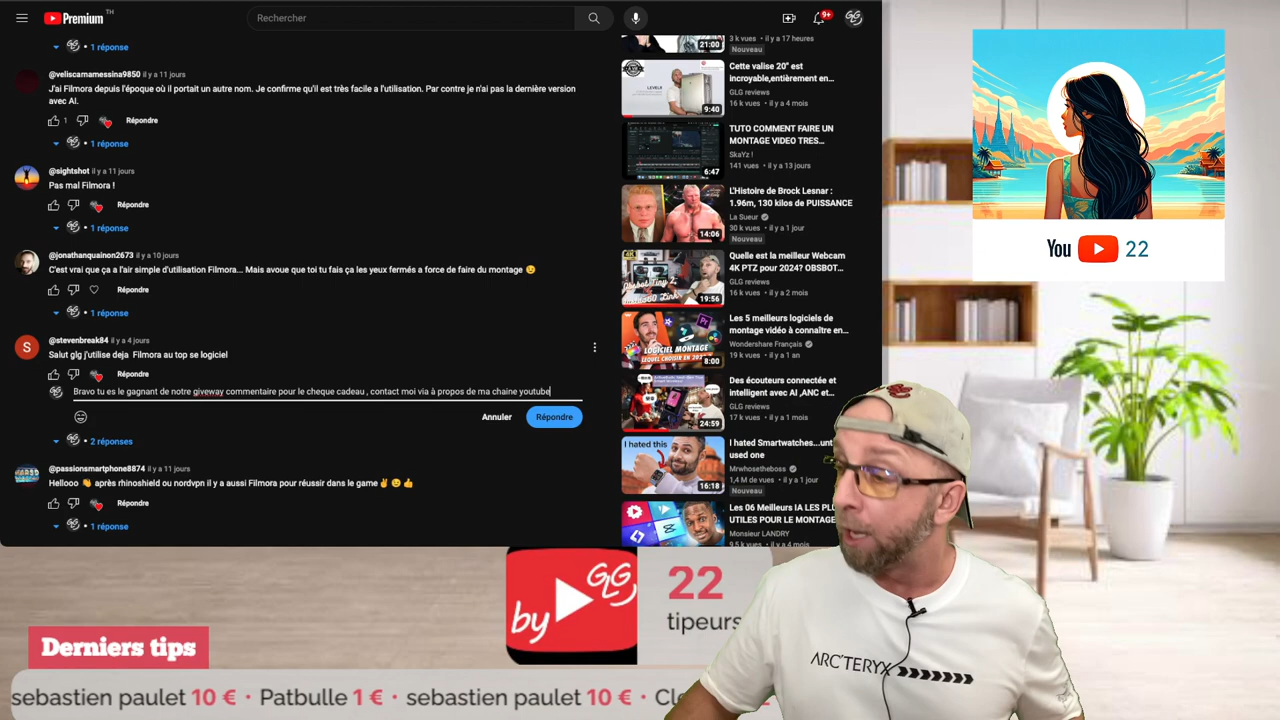 Premium TH
Rechercher
9+
1 réponse
@veliscamamessina9850 il y a 11 jours
J'ai Filmora depuis l'époque où il portait un autre nom. Je confirme qu'il est très facile a l'utilisation. Par contre je n'ai pas la dernière version
avec AI.
1
Répondre
1 réponse
@sightshot il y a 11 jours
Pas mal Filmora !
Répondre
1 réponse
@jonathanquainon2673 il y a 10 jours
C'est vrai que ça a l'air simple d'utilisation Filmora... Mais avoue que toi tu fais ça les yeux fermés a force de faire du montage 😉
Répondre
1 réponse
S
@stevenbreak84 il y a 4 jours
Salut glg j'utilise deja Filmora au top se logiciel
Répondre
Bravo tu es le gagnant de notre giveway commentaire pour le cheque cadeau , contact moi via à propos de ma chaine youtube
Annuler
Répondre
2 réponses
@passionsmartphone8874 il y a 11 jours
Hellooo 👋 après rhinoshield ou nordvpn il y a aussi Filmora pour réussir dans le game ✌️😉👍
Répondre
1 réponse
21:00
3 k vues • il y a 17 heures
Nouveau
Cette valise 20" est
incroyable,entièrement en...
GLG reviews
16 k vues • il y a 4 mois
9:40
TUTO COMMENT FAIRE UN
MONTAGE VIDEO TRES...
SkaYz !
141 vues • il y a 13 jours
6:47
L'Histoire de Brock Lesnar :
1.96m, 130 kilos de PUISSANCE
La Sueur
30 k vues • il y a 1 jour
Nouveau
14:06
Quelle est la meilleur Webcam
4K PTZ pour 2024? OBSBOT...
GLG reviews
16 k vues • il y a 2 mois
4K
19:56
Les 5 meilleurs logiciels de
montage vidéo à connaître en...
Wondershare Français
19 k vues • il y a 1 an
LOGICIEL MONTAGE
8:00
Des écouteurs connectée et
intelligent avec AI ,ANC et...
GLG reviews
17 k vues • il y a 1 mois
24:59
I hated Smartwatches...unt
used one
Mrwhosetheboss
1,4 M de vues • il y a 1 jour
Nouveau
I hated this
16:18
Les 06 Meilleurs IA LES PL
UTILES POUR LE MONTAGE
Monsieur LANDRY
9,5 k vues • il y a 4 mois
You 22
by GLG
22
tipeurs
Derniers tips
sebastien paulet 10 € · Patbulle 1 € · sebastien paulet 10 €
ARC'TERYX